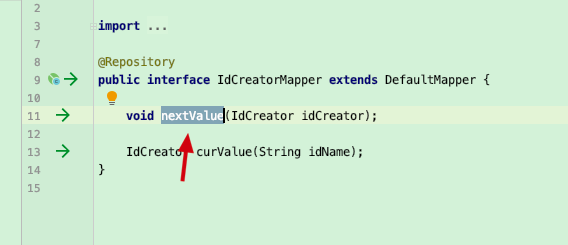 2
3 import ...
7
8 @Repository
9 public interface IdCreatorMapper extends DefaultMapper {
10
11 void nextValue(IdCreator idCreator);
12
13 IdCreator curValue(String idName);
14 }
15